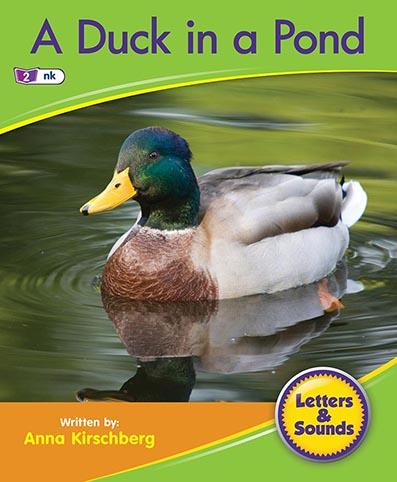 A Duck in a Pond
2 nk
Written by:
Anna Kirschberg
Letters
&
Sounds